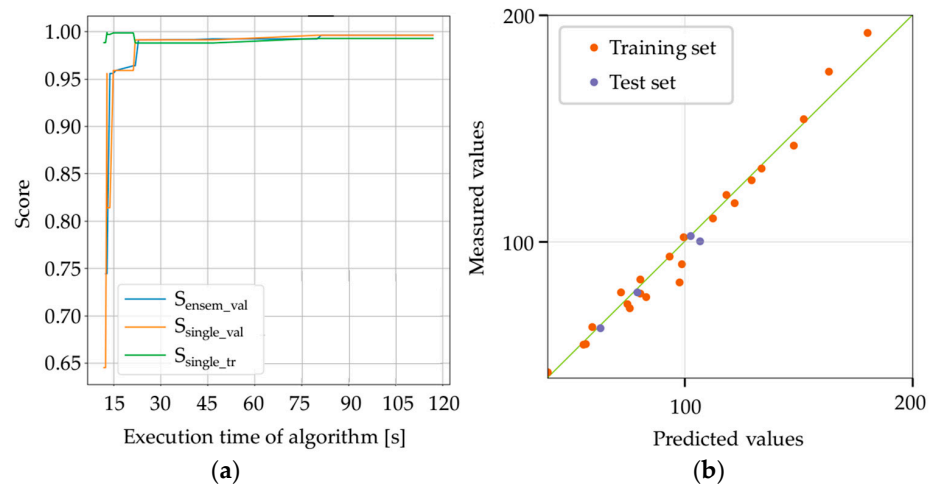 1.00
0.95
0.90
0.85
0.80
0.75
0.70
0.65
Score
S_ensem_val
S_single_val
S_single_tr
15 30 45 60 75 90 105 120
Execution time of algorithm [s]
(a)
200
100
Measured values
Training set
Test set
100 200
Predicted values
(b)